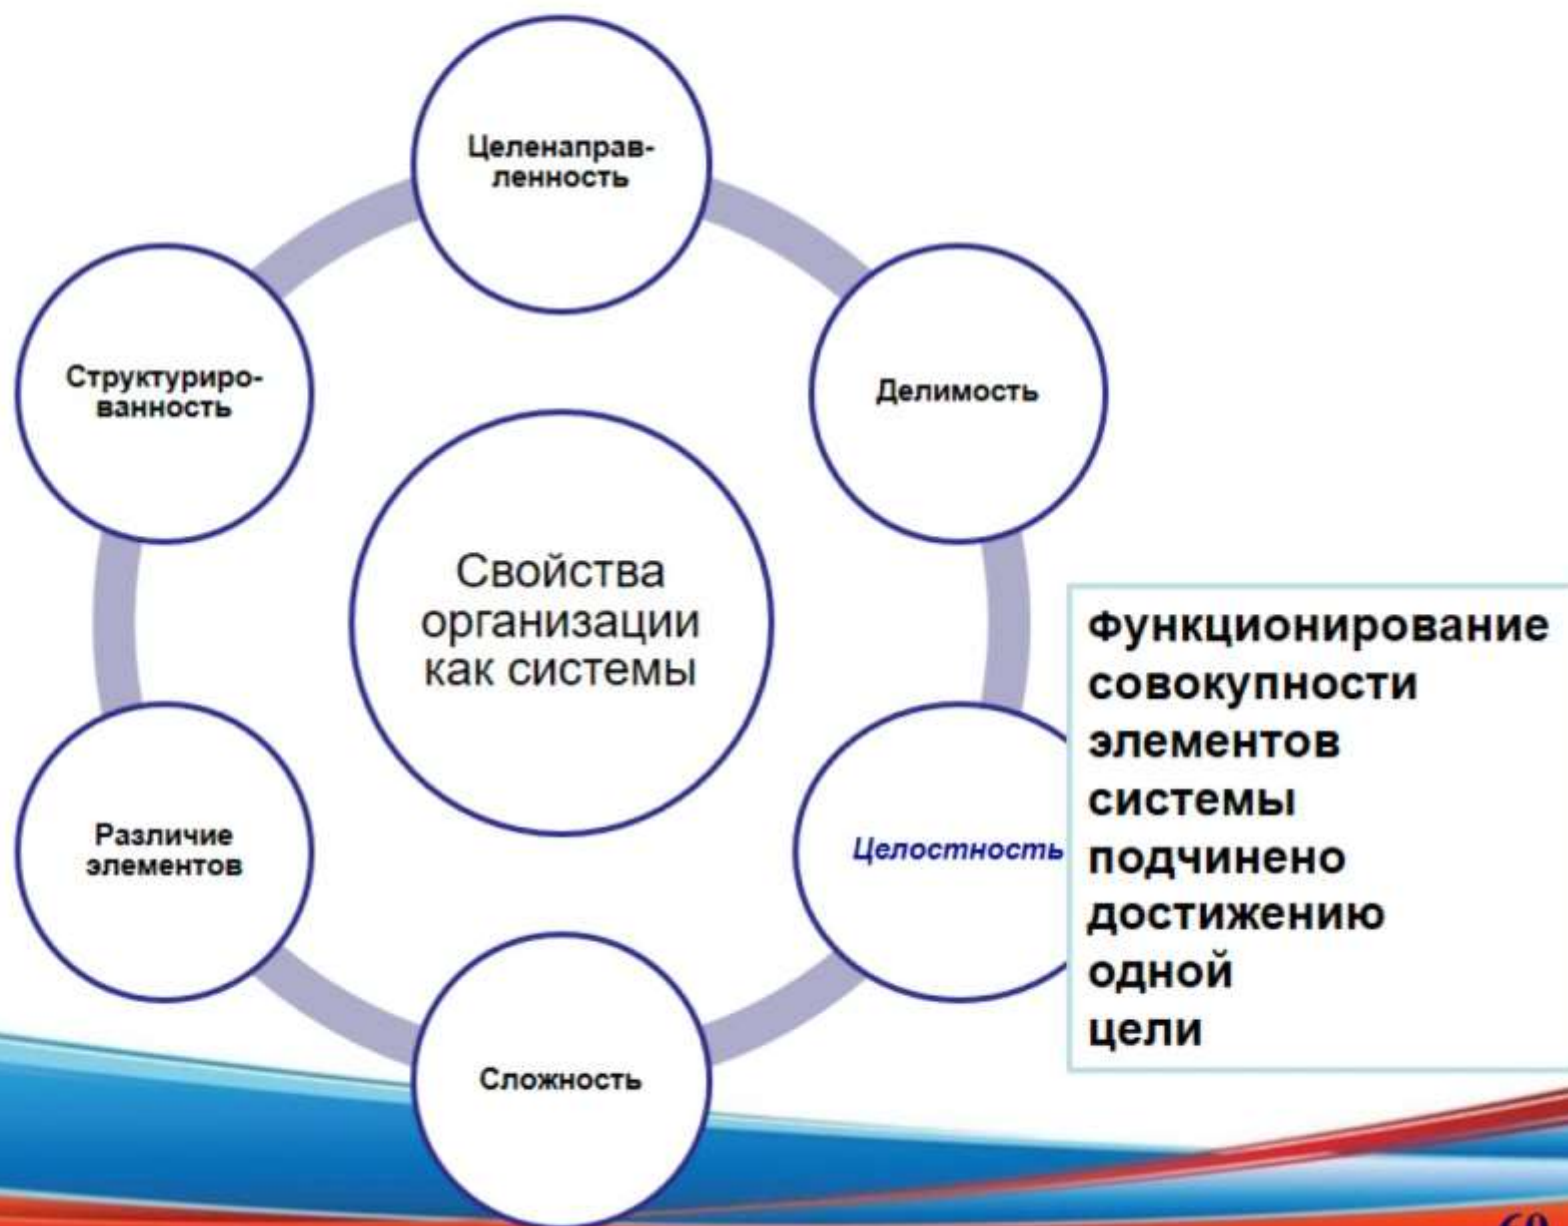 Целенаправ-
ленность
Структуриро-
ванность
Делимость
Свойства
организации
как системы
Различие
элементов
Целостность
Функционирование
совокупности
элементов
системы
подчинено
достижению
одной
цели
Сложность